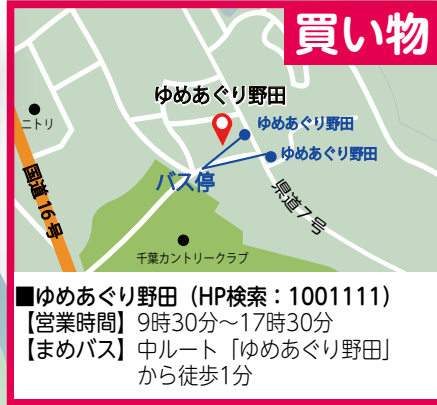 買い物
ゆめあぐり野田
ニトリ
ゆめあぐり野田
ゆめあぐり野田
バス停
国道16号
県道7号
千葉カントリークラブ
■ゆめあぐり野田（HP検索：1001111）
【営業時間】9時30分～17時30分
【まめバス】中ルート「ゆめあぐり野田」
から徒歩1分